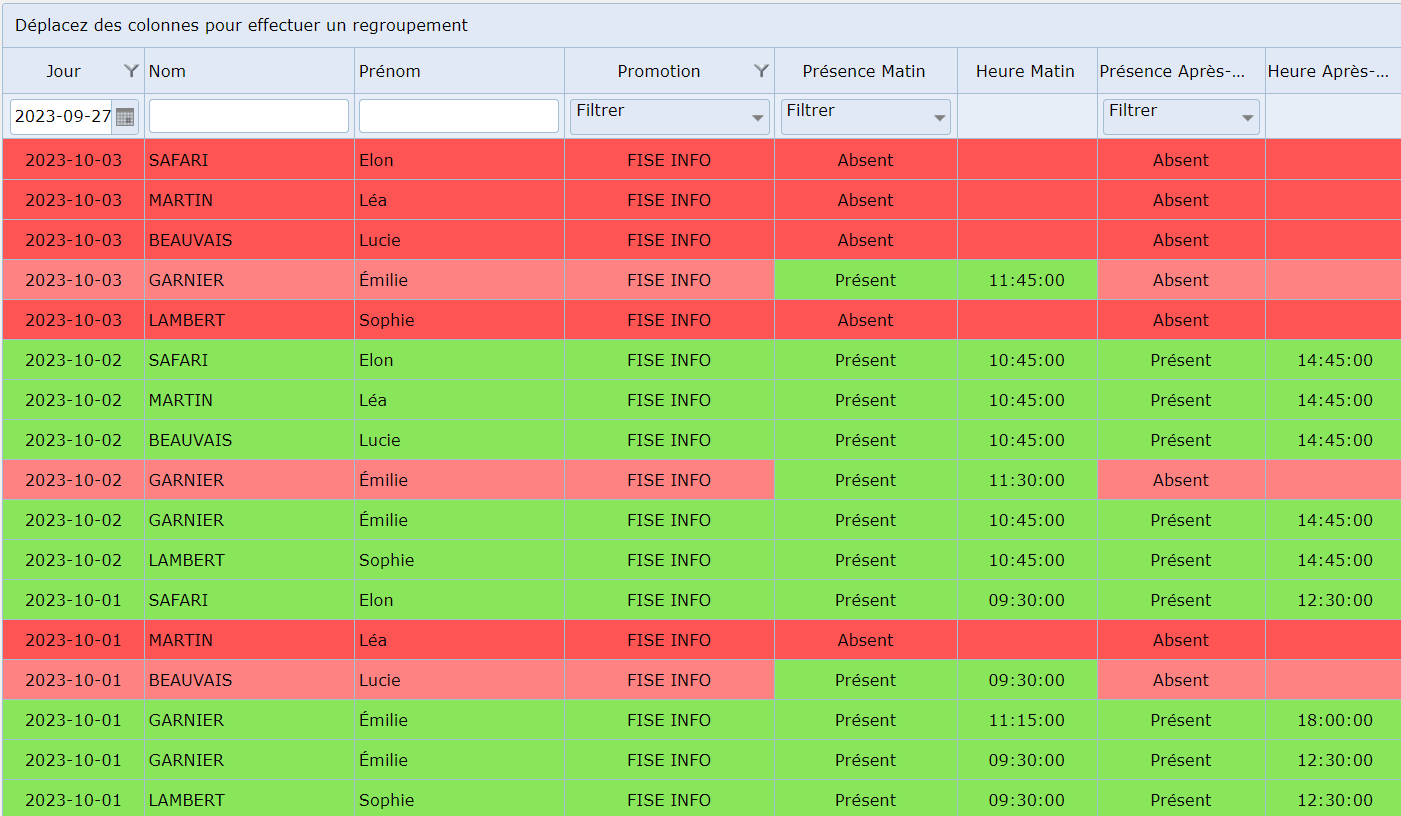 Déplacez des colonnes pour effectuer un regroupement
Jour Nom Prénom Promotion Présence Matin Heure Matin Présence Après-... Heure Après-...
2023-09-27 Filtrer Filtrer Filtrer
2023-10-03 SAFARI Elon FISE INFO Absent Absent
2023-10-03 MARTIN Léa FISE INFO Absent Absent
2023-10-03 BEAUVAIS Lucie FISE INFO Absent Absent
2023-10-03 GARNIER Émilie FISE INFO Présent 11:45:00 Absent
2023-10-03 LAMBERT Sophie FISE INFO Absent Absent
2023-10-02 SAFARI Elon FISE INFO Présent 10:45:00 Présent 14:45:00
2023-10-02 MARTIN Léa FISE INFO Présent 10:45:00 Présent 14:45:00
2023-10-02 BEAUVAIS Lucie FISE INFO Présent 10:45:00 Présent 14:45:00
2023-10-02 GARNIER Émilie FISE INFO Présent 11:30:00 Absent
2023-10-02 GARNIER Émilie FISE INFO Présent 10:45:00 Présent 14:45:00
2023-10-02 LAMBERT Sophie FISE INFO Présent 10:45:00 Présent 14:45:00
2023-10-01 SAFARI Elon FISE INFO Présent 09:30:00 Présent 12:30:00
2023-10-01 MARTIN Léa FISE INFO Absent Absent
2023-10-01 BEAUVAIS Lucie FISE INFO Présent 09:30:00 Absent
2023-10-01 GARNIER Émilie FISE INFO Présent 11:15:00 Présent 18:00:00
2023-10-01 GARNIER Émilie FISE INFO Présent 09:30:00 Présent 12:30:00
2023-10-01 LAMBERT Sophie FISE INFO Présent 09:30:00 Présent 12:30:00